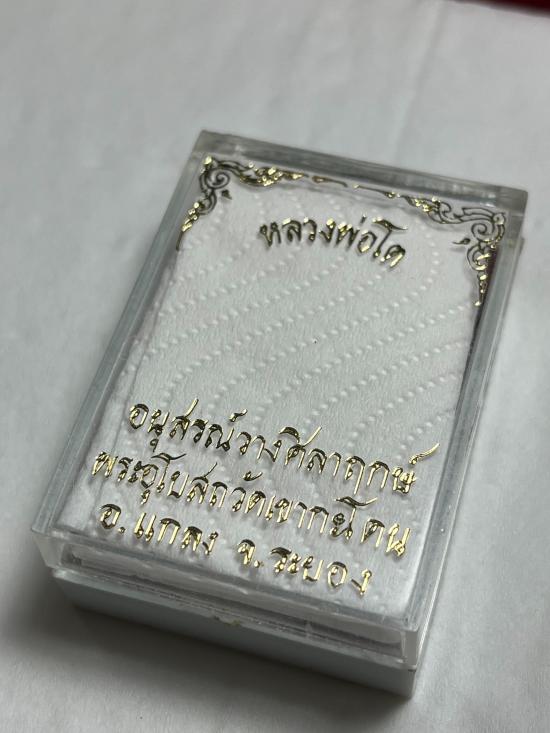 หลวงพ่อโต
อนุสรณ์วางศิลาฤกษ์
พระอุโบสถวัดเขากะโดน
อ.แกลง จ.ระยอง